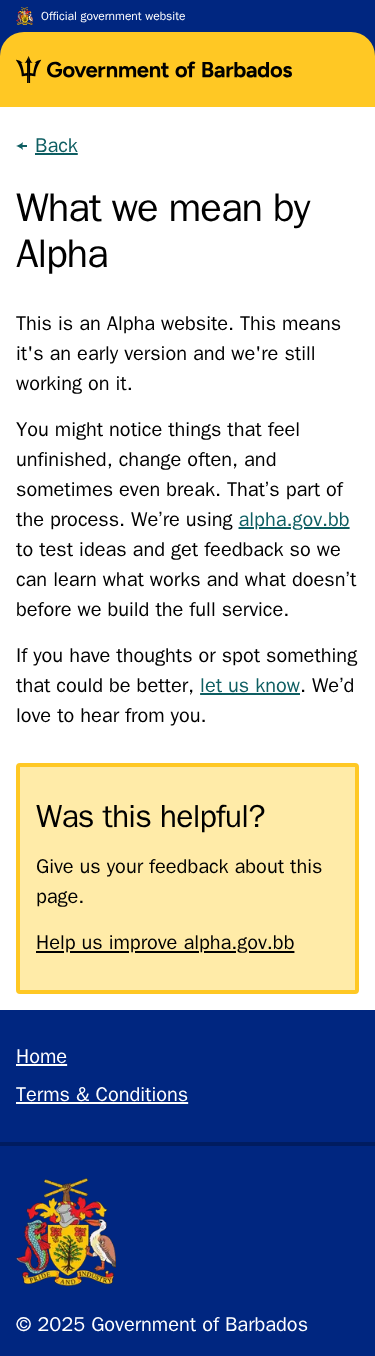 Official government website
Government of Barbados
Back
What we mean by
Alpha
This is an Alpha website. This means
it's an early version and we're still
working on it.
You might notice things that feel
unfinished, change often, and
sometimes even break. That’s part of
the process. We’re using alpha.gov.bb
to test ideas and get feedback so we
can learn what works and what doesn’t
before we build the full service.
If you have thoughts or spot something
that could be better, let us know. We’d
love to hear from you.
Was this helpful?
Give us your feedback about this
page.
Help us improve alpha.gov.bb
Home
Terms & Conditions
PRIDE AND INDUSTRY
© 2025 Government of Barbados